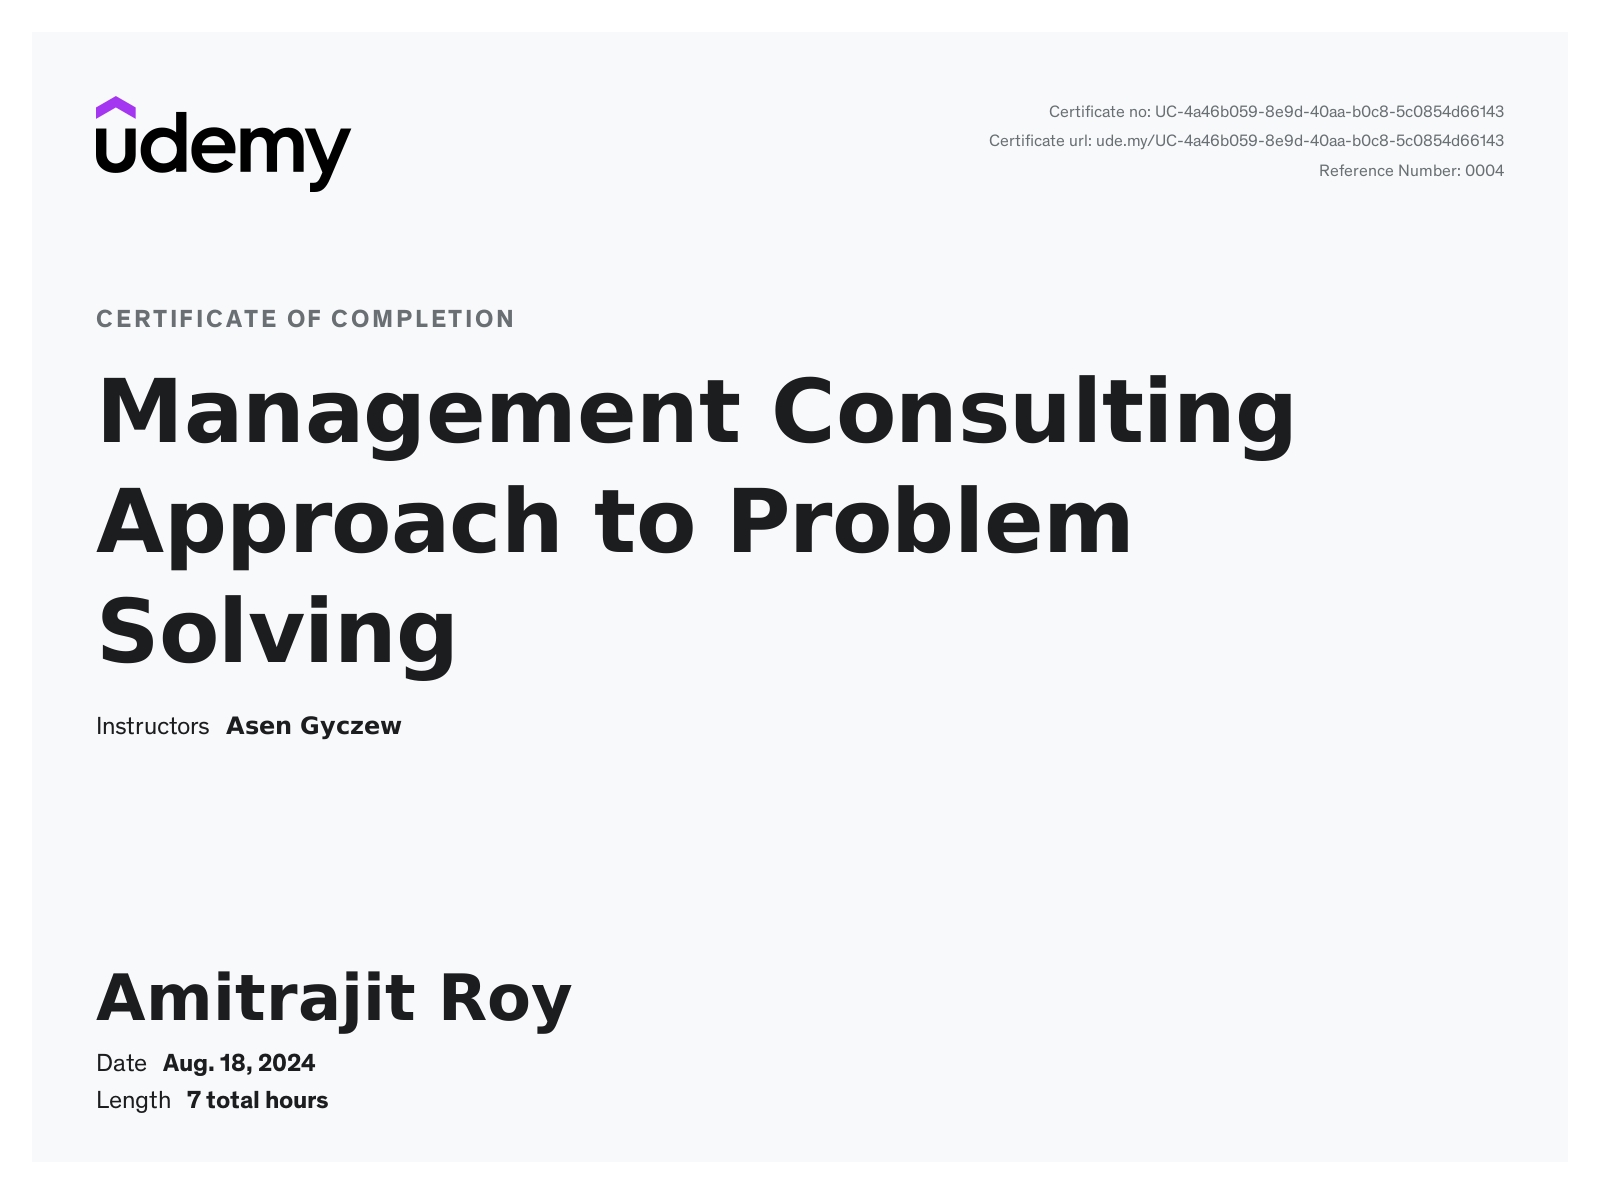 udemy
Certificate no: UC-4a46b059-8e9d-40aa-b0c8-5c0854d66143
Certificate url: ude.my/UC-4a46b059-8e9d-40aa-b0c8-5c0854d66143
Reference Number: 0004
CERTIFICATE OF COMPLETION
Management Consulting
Approach to Problem
Solving
Instructors Asen Gyczew
Amitrajit Roy
Date Aug. 18, 2024
Length 7 total hours